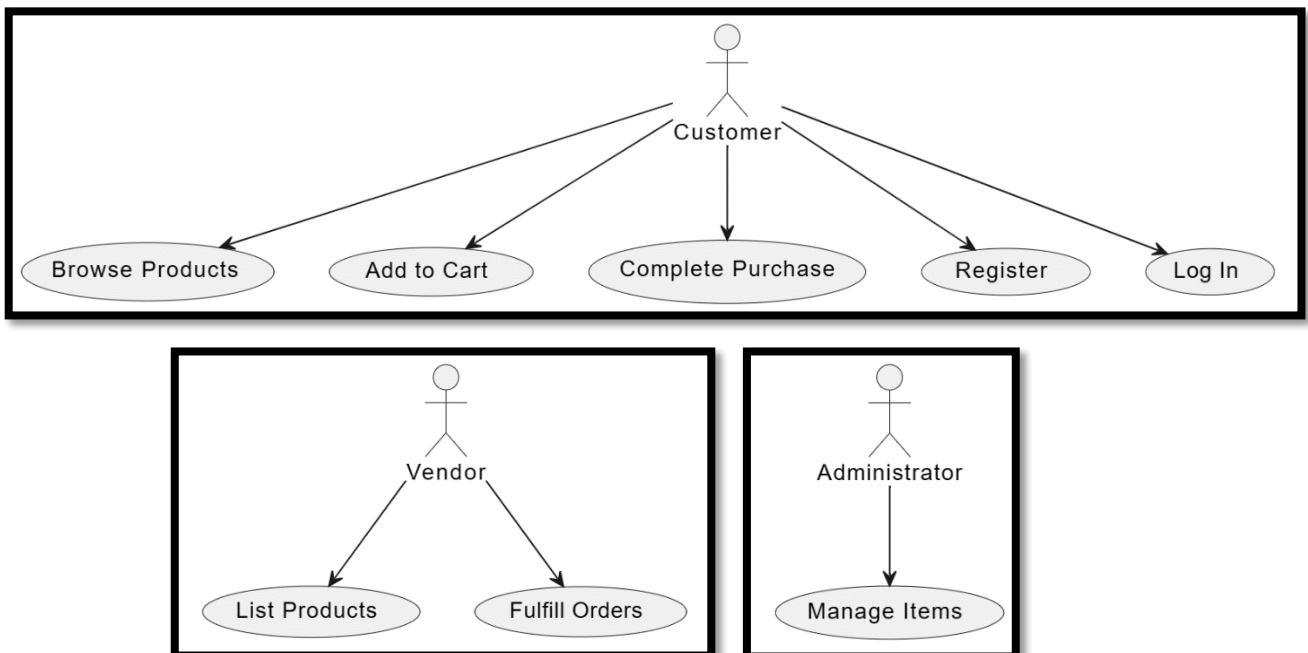 Customer
Browse Products
Add to Cart
Complete Purchase
Register
Log In
Vendor
List Products
Fulfill Orders
Administrator
Manage Items